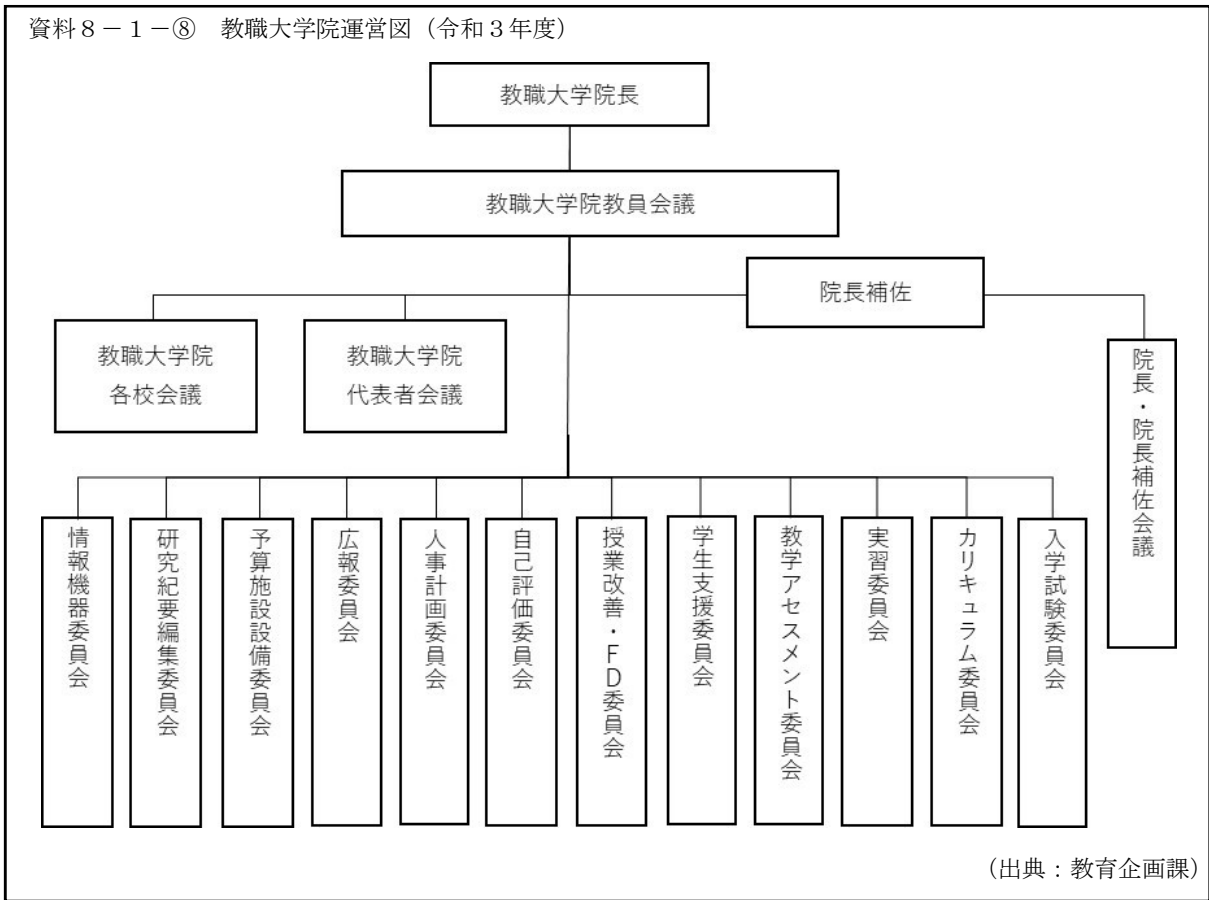 資料８－１－⑧　教職大学院運営図（令和３年度）
教職大学院長
教職大学院教員会議
院長補佐
教職大学院
各校会議
教職大学院
代表者会議
院長・院長補佐会議
情報機器委員会
研究紀要編集委員会
予算施設設備委員会
広報委員会
人事計画委員会
自己評価委員会
授業改善・ＦＤ委員会
学生支援委員会
教学アセスメント委員会
実習委員会
カリキュラム委員会
入学試験委員会
（出典：教育企画課）